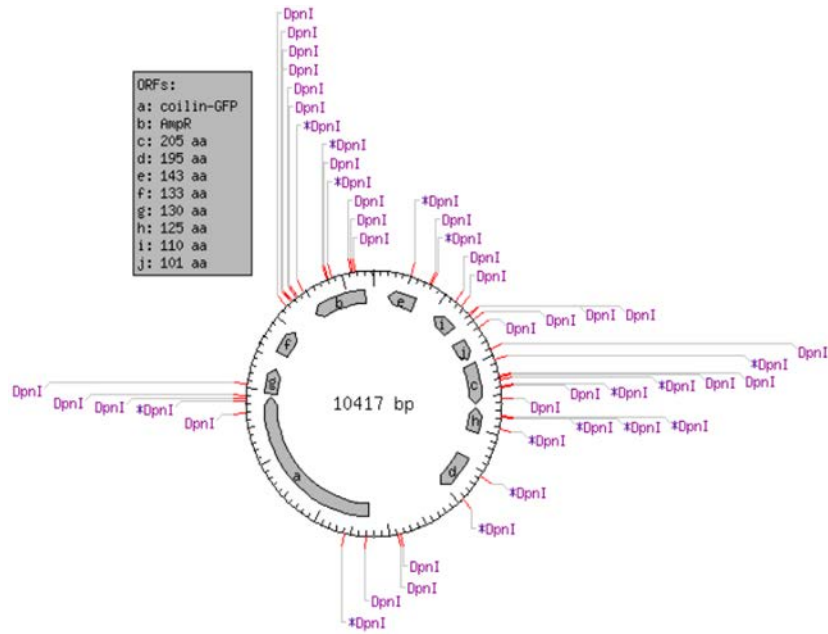 DpnI
DpnI
DpnI
DpnI
DpnI
DpnI
*DpnI
*DpnI
DpnI
*DpnI
DpnI
DpnI
DpnI
ORFs:
a: coilin-GFP
b: AmpR
c: 205 aa
d: 195 aa
e: 143 aa
f: 133 aa
g: 130 aa
h: 125 aa
i: 110 aa
j: 101 aa
*DpnI
DpnI
*DpnI
DpnI
DpnI
DpnI DpnI
DpnI
DpnI
DpnI
*DpnI
*DpnI DpnI DpnI
DpnI *DpnI
DpnI
*DpnI *DpnI *DpnI
*DpnI
*DpnI
*DpnI
DpnI
DpnI
DpnI
*DpnI
DpnI
DpnI
DpnI
*DpnI
DpnI
b
e
i
j
f
c
g
h
d
a
10417 bp